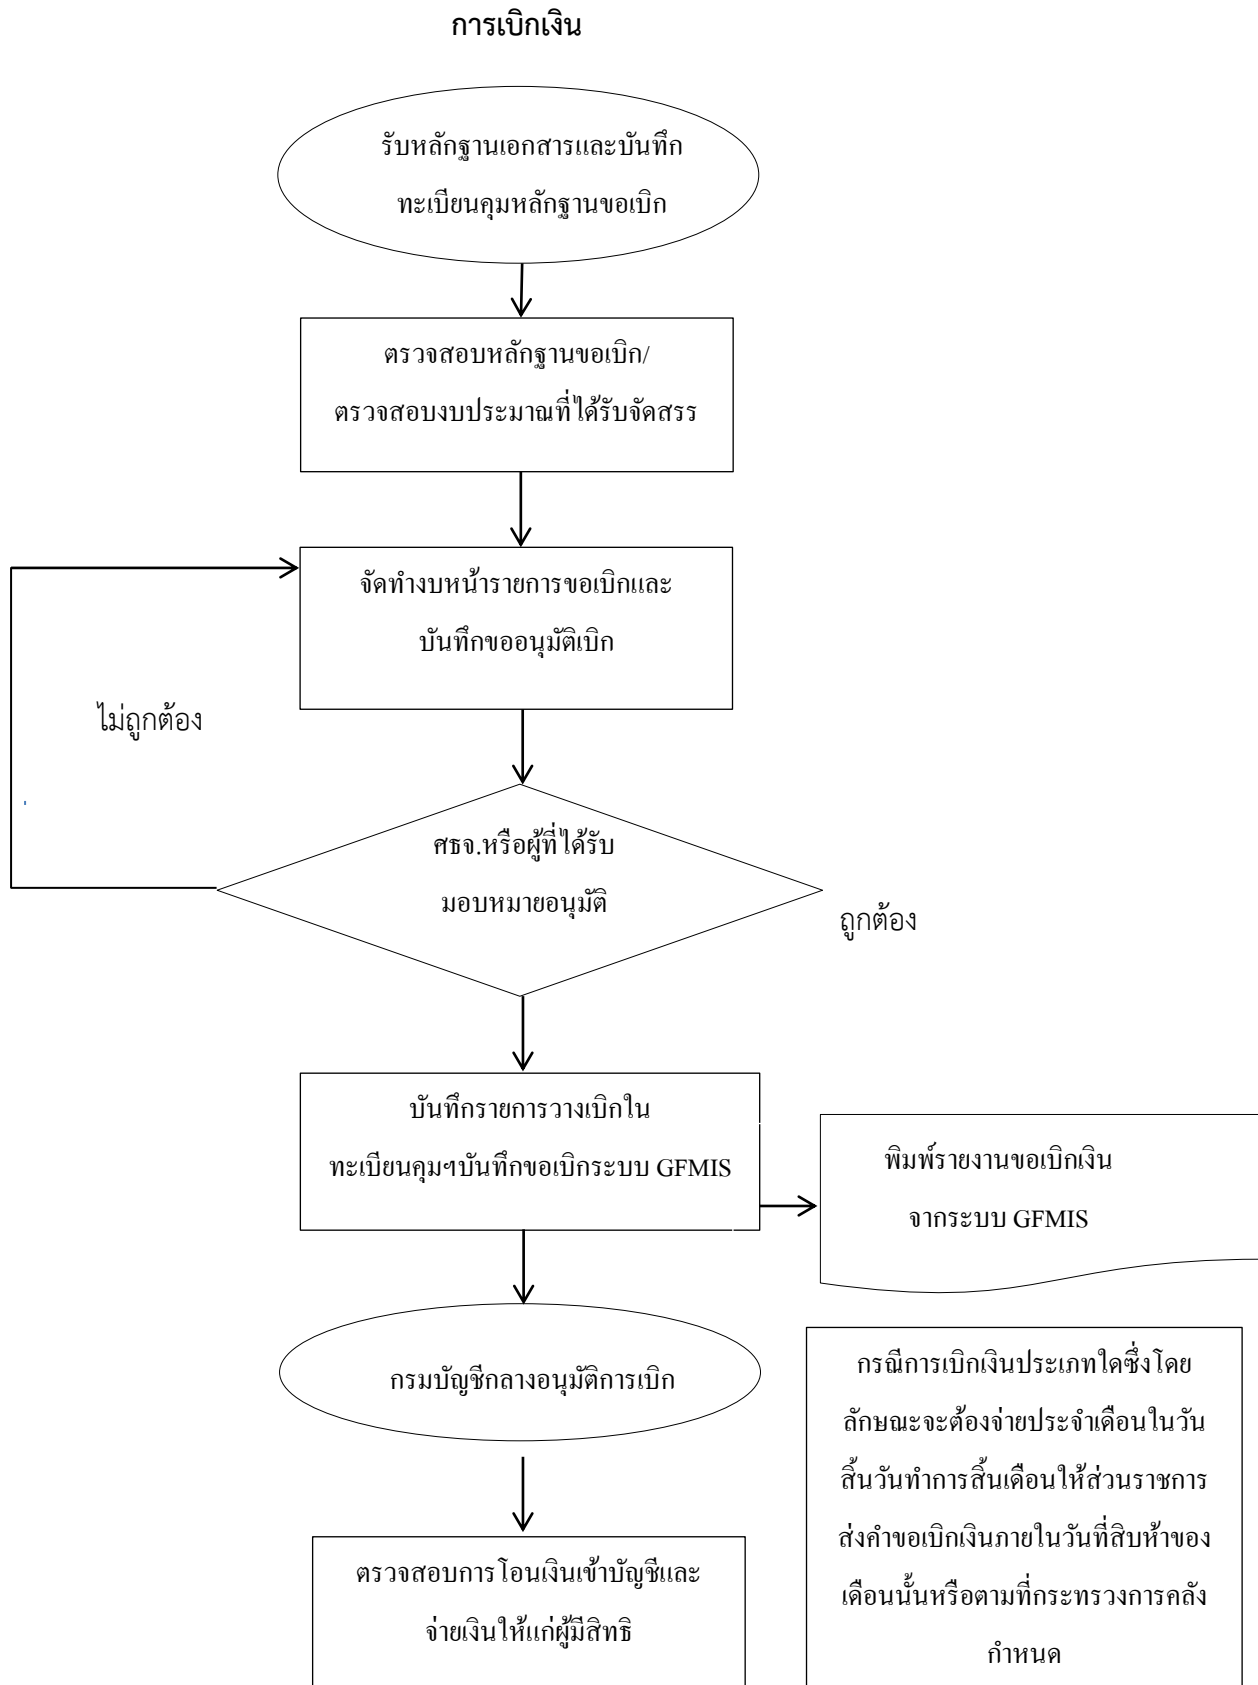 การเบิกเงิน
รับหลักฐานเอกสารและบันทึก
ทะเบียนคุมหลักฐานขอเบิก
ตรวจสอบหลักฐานขอเบิก/
ตรวจสอบงบประมาณที่ได้รับจัดสรร
จัดทำงบหน้ารายการขอเบิกและ
บันทึกขออนุมัติเบิก
ไม่ถูกต้อง
ศธจ.หรือผู้ที่ได้รับ
มอบหมายอนุมัติ
ถูกต้อง
บันทึกรายการวางเบิกใน
ทะเบียนคุมฯบันทึกขอเบิกระบบ GFMIS
พิมพ์รายงานขอเบิกเงิน
จากระบบ GFMIS
กรมบัญชีกลางอนุมัติการเบิก
กรณีการเบิกเงินประเภทใดซึ่งโดย
ลักษณะจะต้องจ่ายประจำเดือนในวัน
สิ้นวันทำการสิ้นเดือนให้ส่วนราชการ
ส่งคำขอเบิกเงินภายในวันที่สิบห้าของ
เดือนนั้นหรือตามที่กระทรวงการคลัง
กำหนด
ตรวจสอบการโอนเงินเข้าบัญชีและ
จ่ายเงินให้แก่ผู้มีสิทธิ